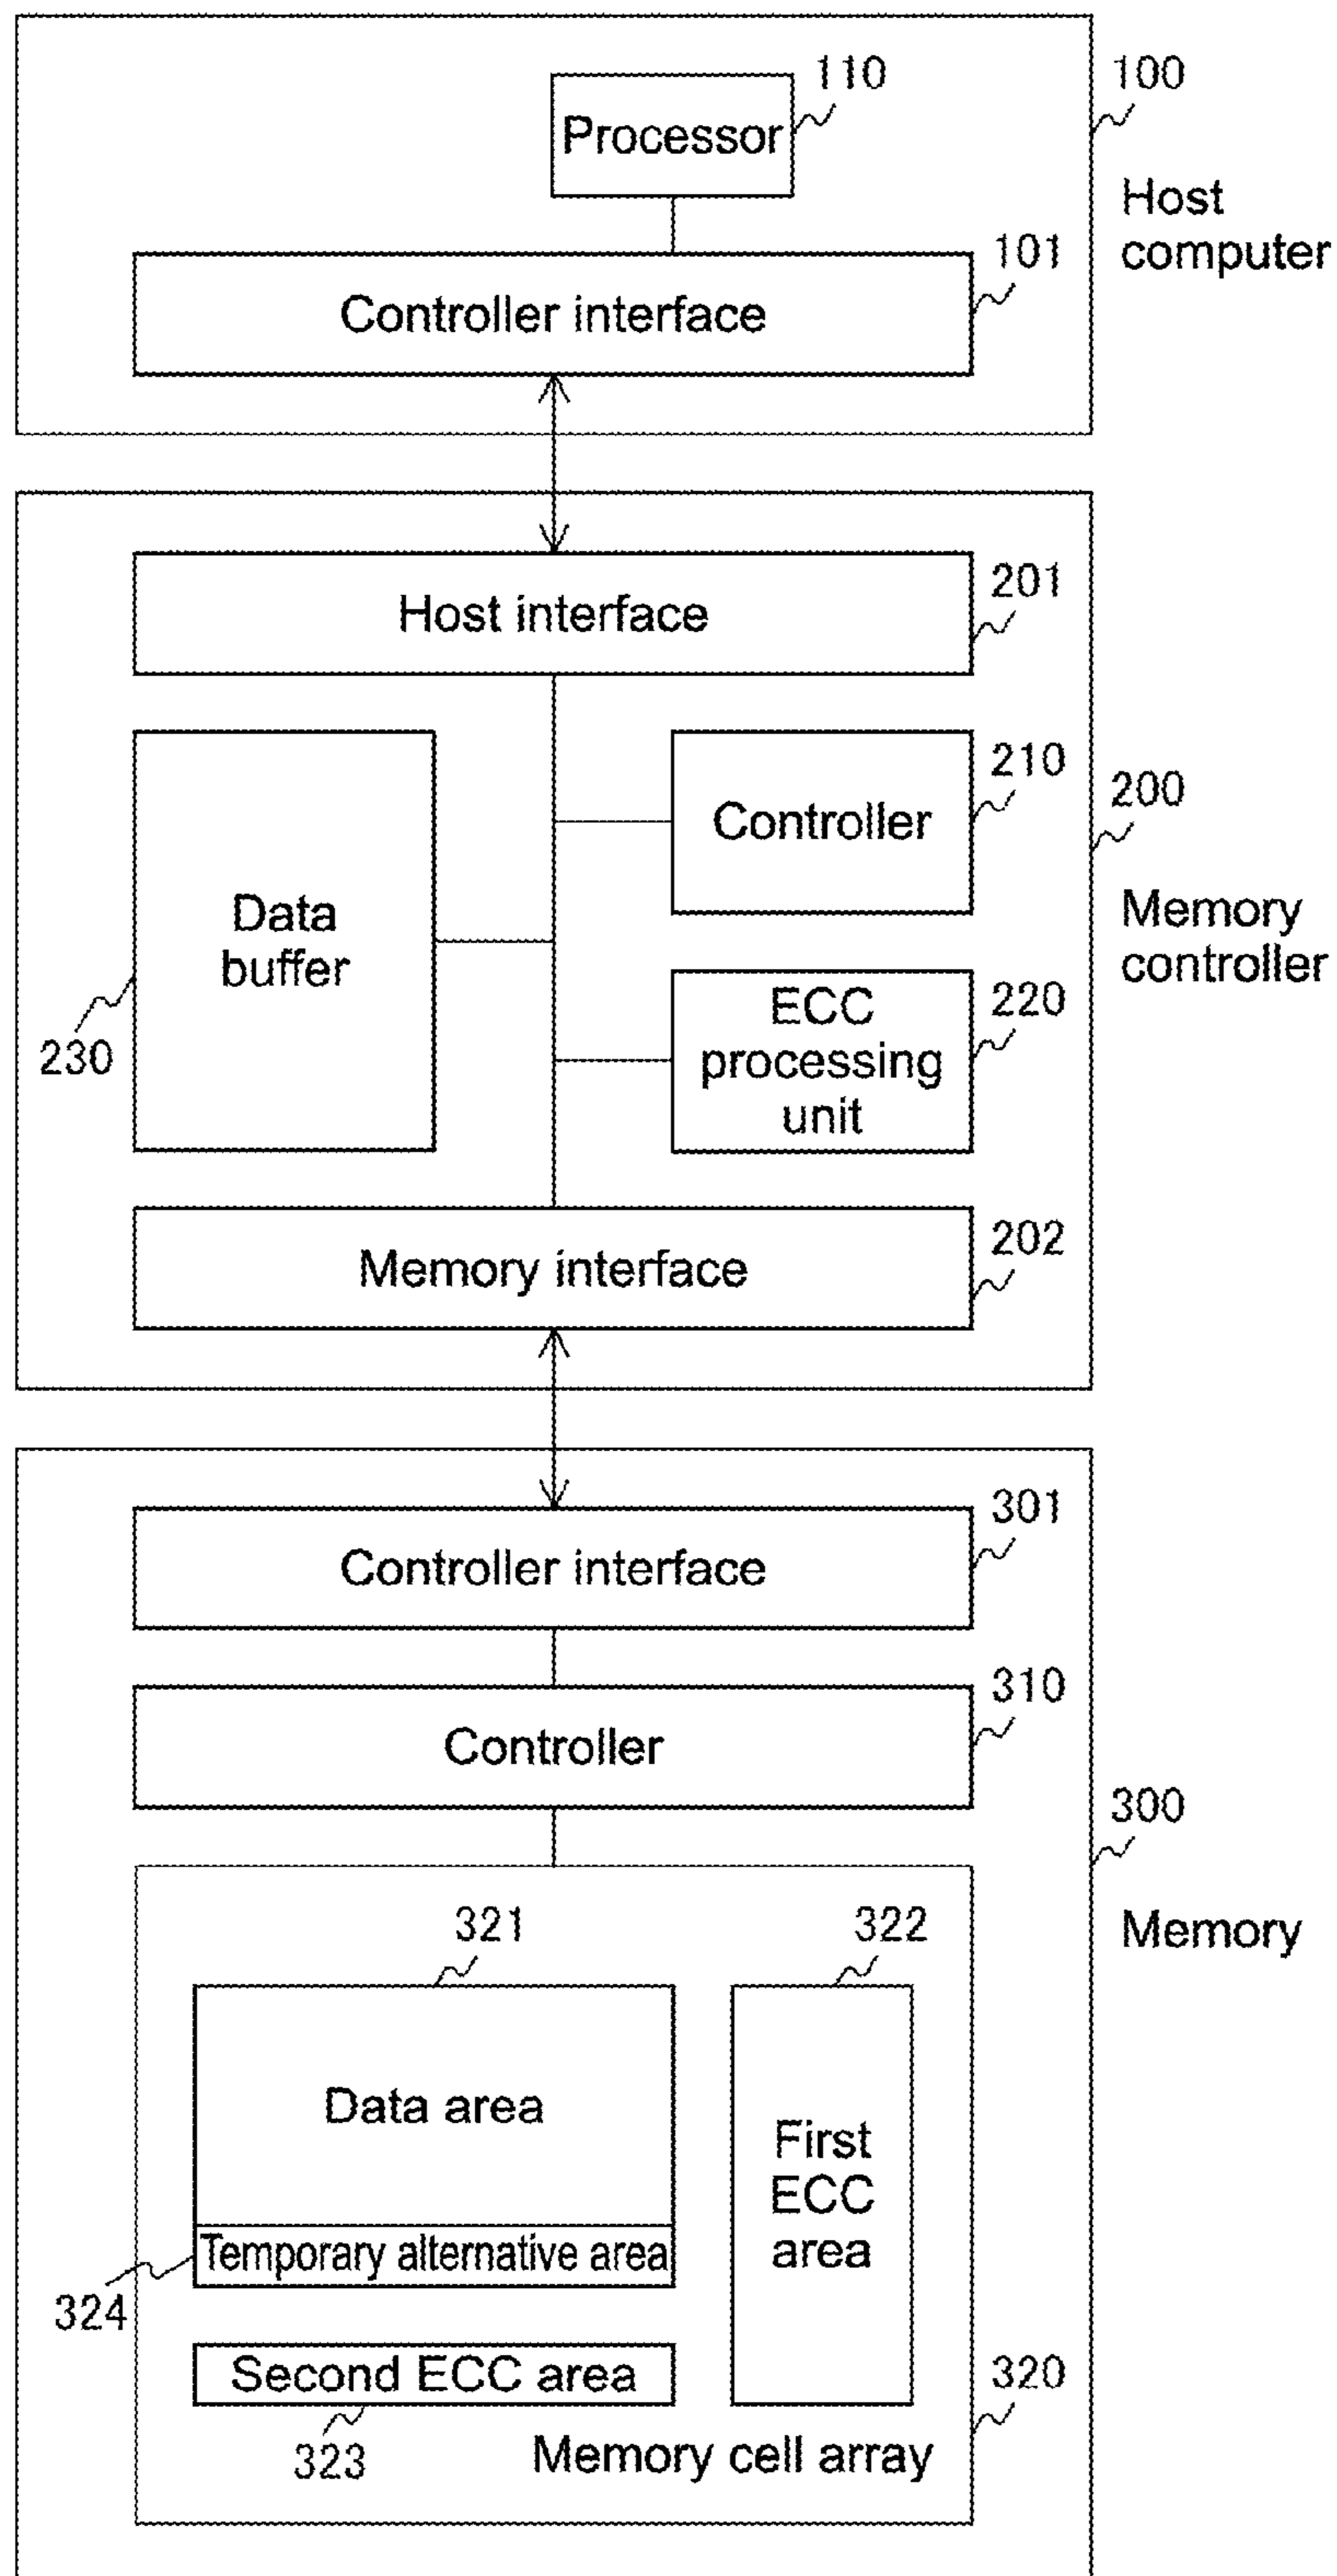 110
100
Processor
Host
computer
101
Controller interface
201
Host interface
210
Controller
200
Data
buffer
Memory
controller
220
ECC
processing
unit
230
202
Memory interface
301
Controller interface
310
Controller
300
Memory
321
322
Data area
First
ECC
area
Temporary alternative area
324
Second ECC area
320
323
Memory cell array